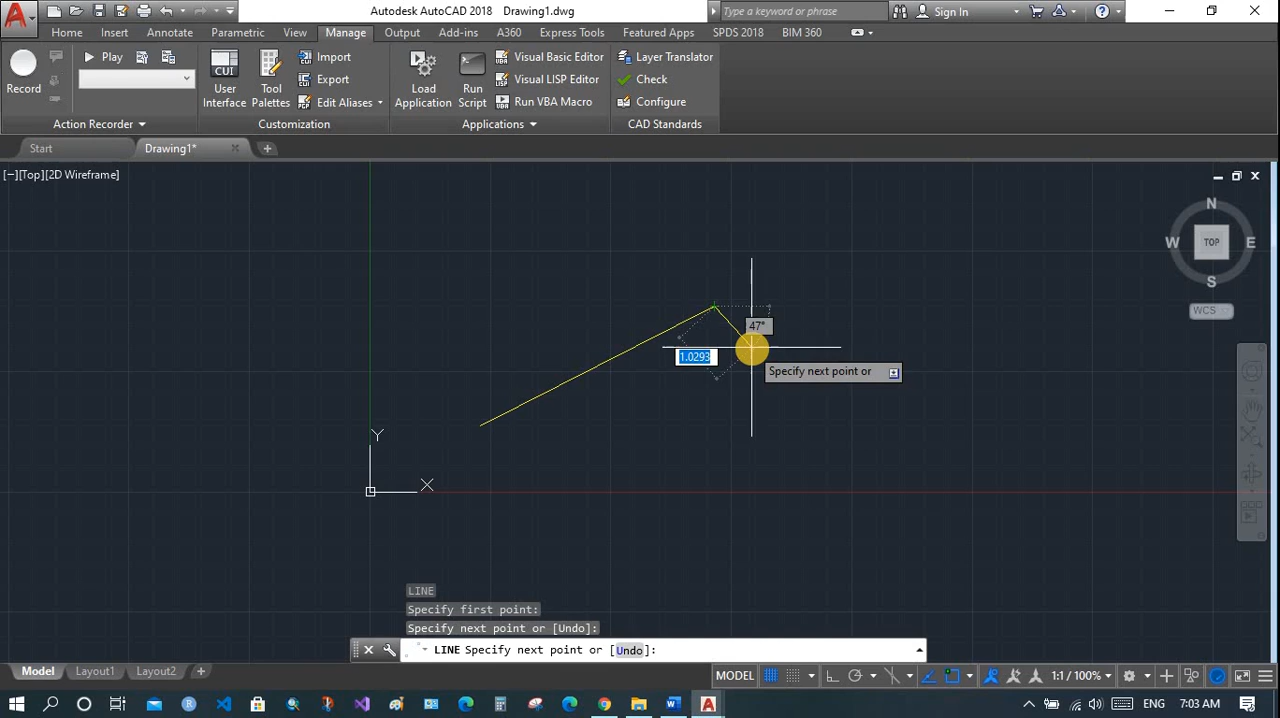 Autodesk AutoCAD 2018 Drawing1.dwg
Type a keyword or phrase
Sign In
Home Insert Annotate Parametric View Manage Output Add-ins A360 Express Tools Featured Apps SPDS 2018 BIM 360
Play
Record
Action Recorder
CUI
User Interface
Tool Palettes
Import
Export
Edit Aliases
Customization
Load Application
Run Script
Visual Basic Editor
Visual LISP Editor
Run VBA Macro
Applications
Layer Translator
Check
Configure
CAD Standards
Start
Drawing1*
[−][Top][2D Wireframe]
N
W TOP E
S
WCS
47°
1.0293
Specify next point or
Y
X
LINE
Specify first point:
Specify next point or [Undo]:
LINE Specify next point or [Undo]:
Model Layout1 Layout2
MODEL
1:1 / 100%
ENG 7:03 AM